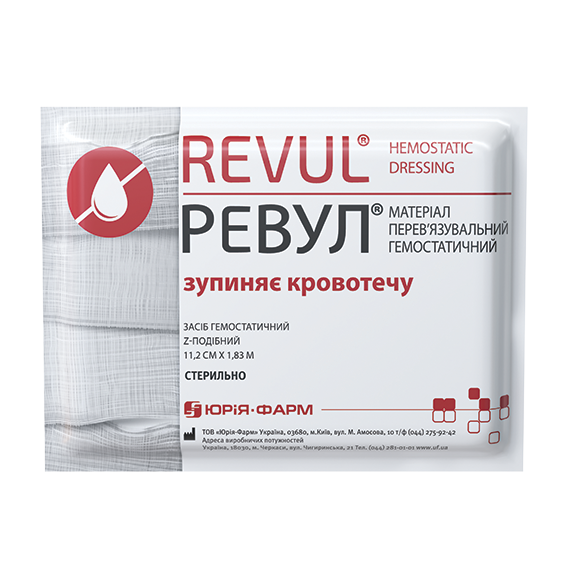 REVUL®
HEMOSTATIC
DRESSING
РЕВУЛ®
МАТЕРІАЛ
ПЕРЕВ'ЯЗУВАЛЬНИЙ
ГЕМОСТАТИЧНИЙ
зупиняє кровотечу
ЗАСІБ ГЕМОСТАТИЧНИЙ
Z-ПОДІБНИЙ
11,2 СМ Х 1,83 М
СТЕРИЛЬНО
ЮРіЯ·ФАРМ
ТОВ «Юрія-Фарм» Україна, 03680, м.Київ, вул. М. Амосова, 10 т/ф (044) 275-92-42
Адреса виробничих потужностей
Україна, 18030, м. Черкаси, вул. Чигиринська, 21 Тел. (044) 281-01-01 www.uf.ua